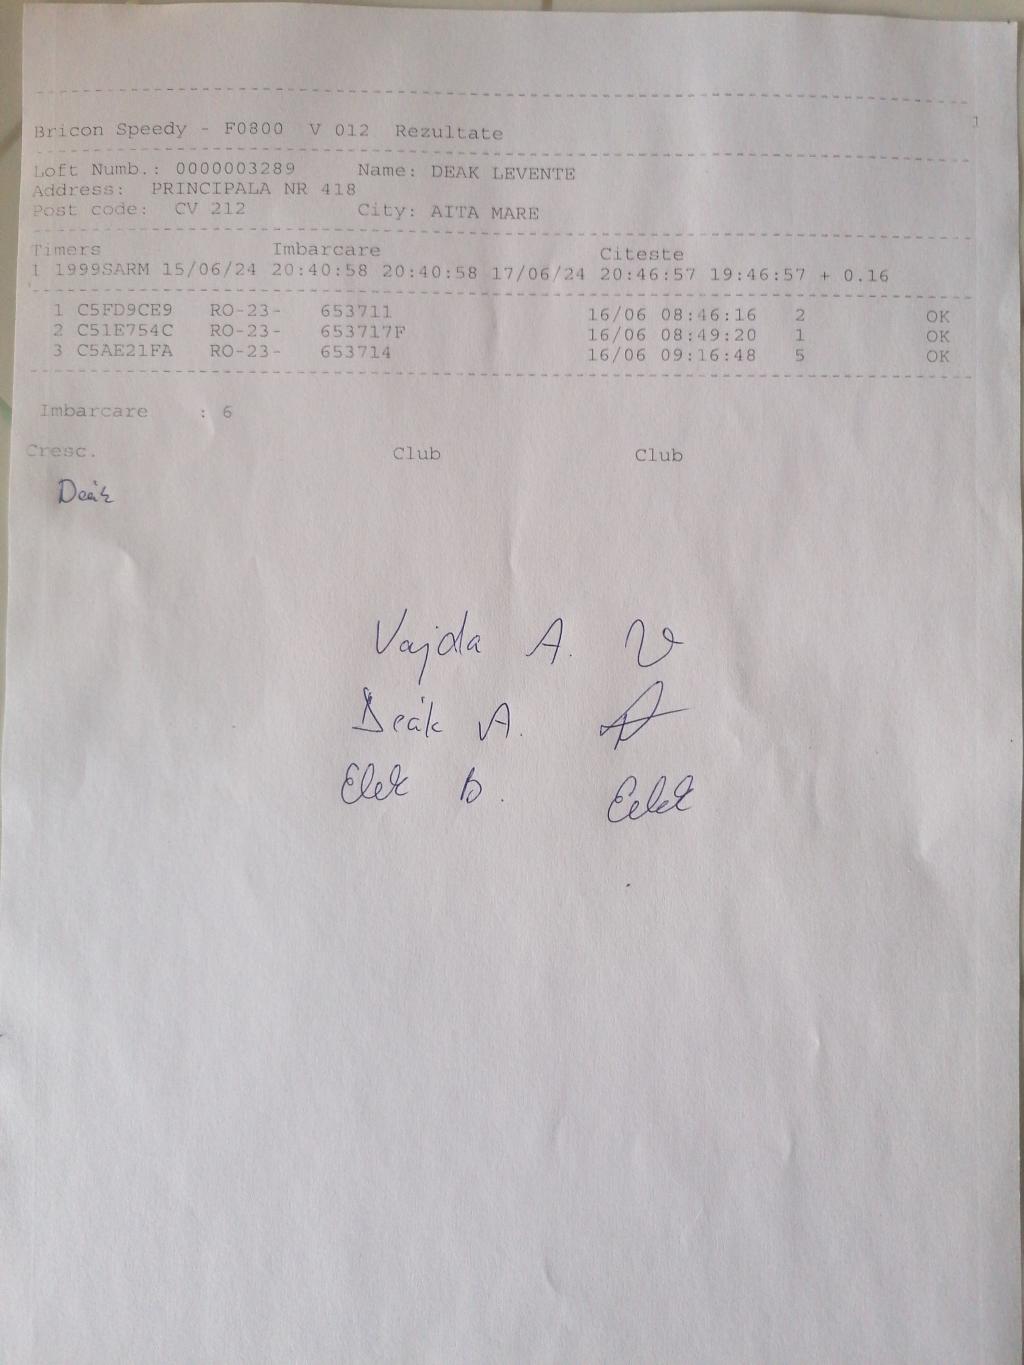 1
Bricon Speedy - F0800 V 012 Rezultate
Loft Numb.: 0000003289 Name: DEAK LEVENTE
Address: PRINCIPALA NR 418
Post code: CV 212 City: AITA MARE
Timers Imbarcare Citeste
1 1999SARM 15/06/24 20:40:58 20:40:58 17/06/24 20:46:57 19:46:57 + 0.16
1 C5FD9CE9 RO-23- 653711 16/06 08:46:16 2 OK
2 C51E754C RO-23- 653717F 16/06 08:49:20 1 OK
3 C5AE21FA RO-23- 653714 16/06 09:16:48 5 OK
Imbarcare : 6
Cresc. Club Club
Deák
Vajda A.
Deák A.
Elek B.